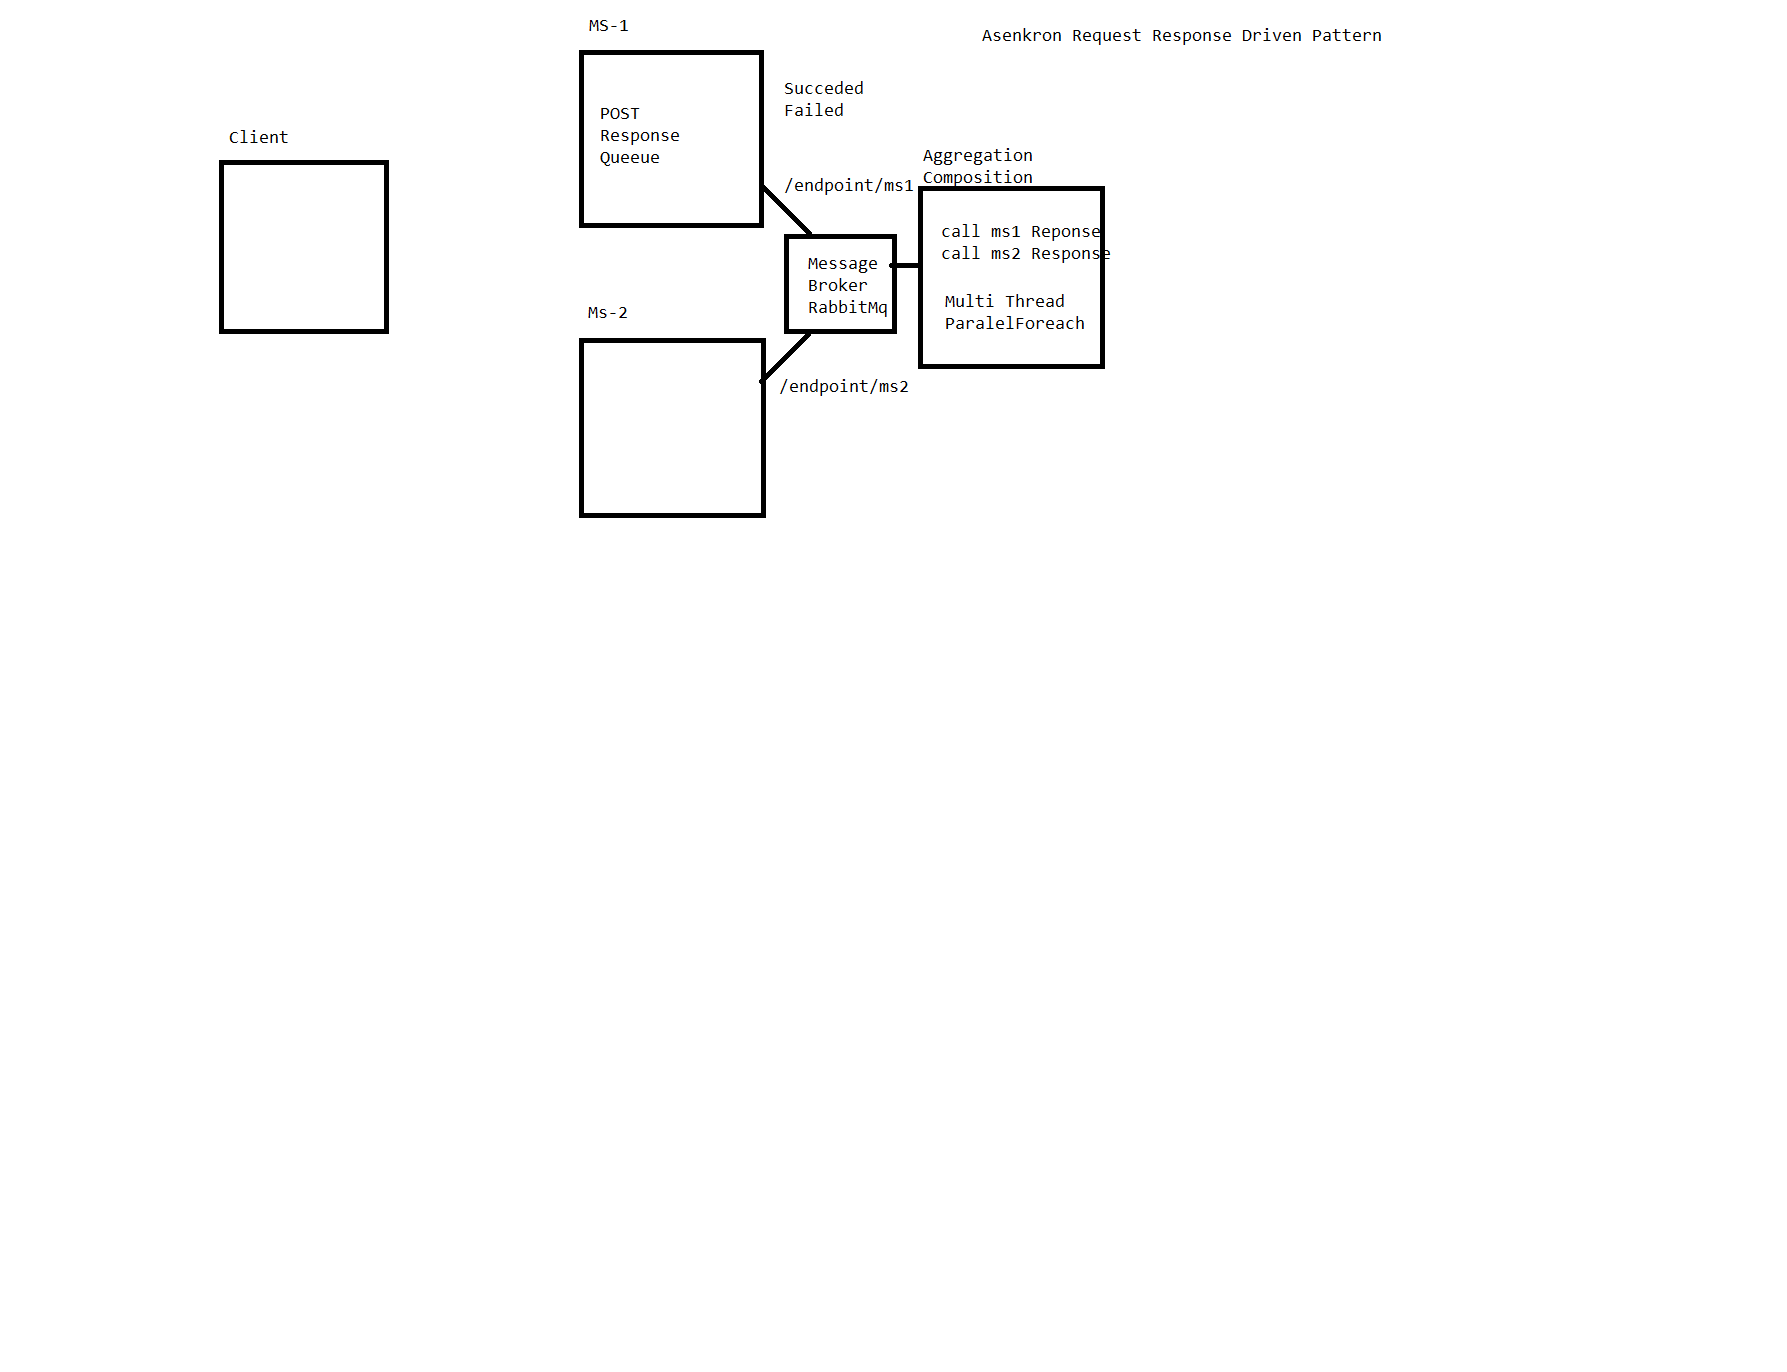 MS-1
Asenkron Request Response Driven Pattern
Succeded
Failed
POST
Response
Queeue
Client
Aggregation
Composition
/endpoint/ms1
call ms1 Reponse
call ms2 Response
Message
Broker
RabbitMq
Multi Thread
ParalelForeach
Ms-2
/endpoint/ms2